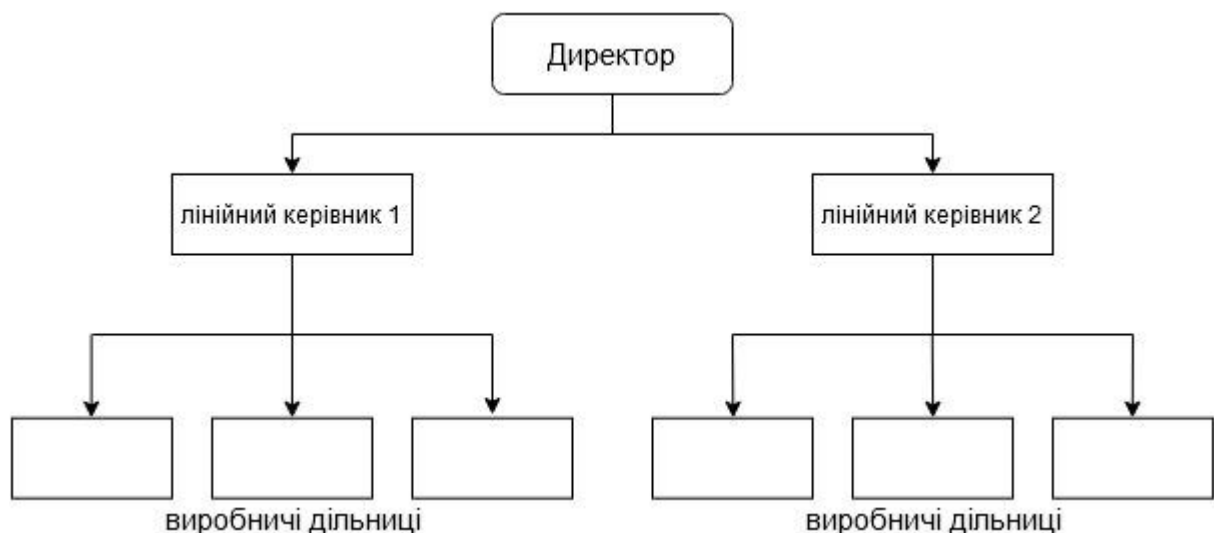 Директор
лінійний керівник 1
лінійний керівник 2
виробничі дільниці
виробничі дільниці